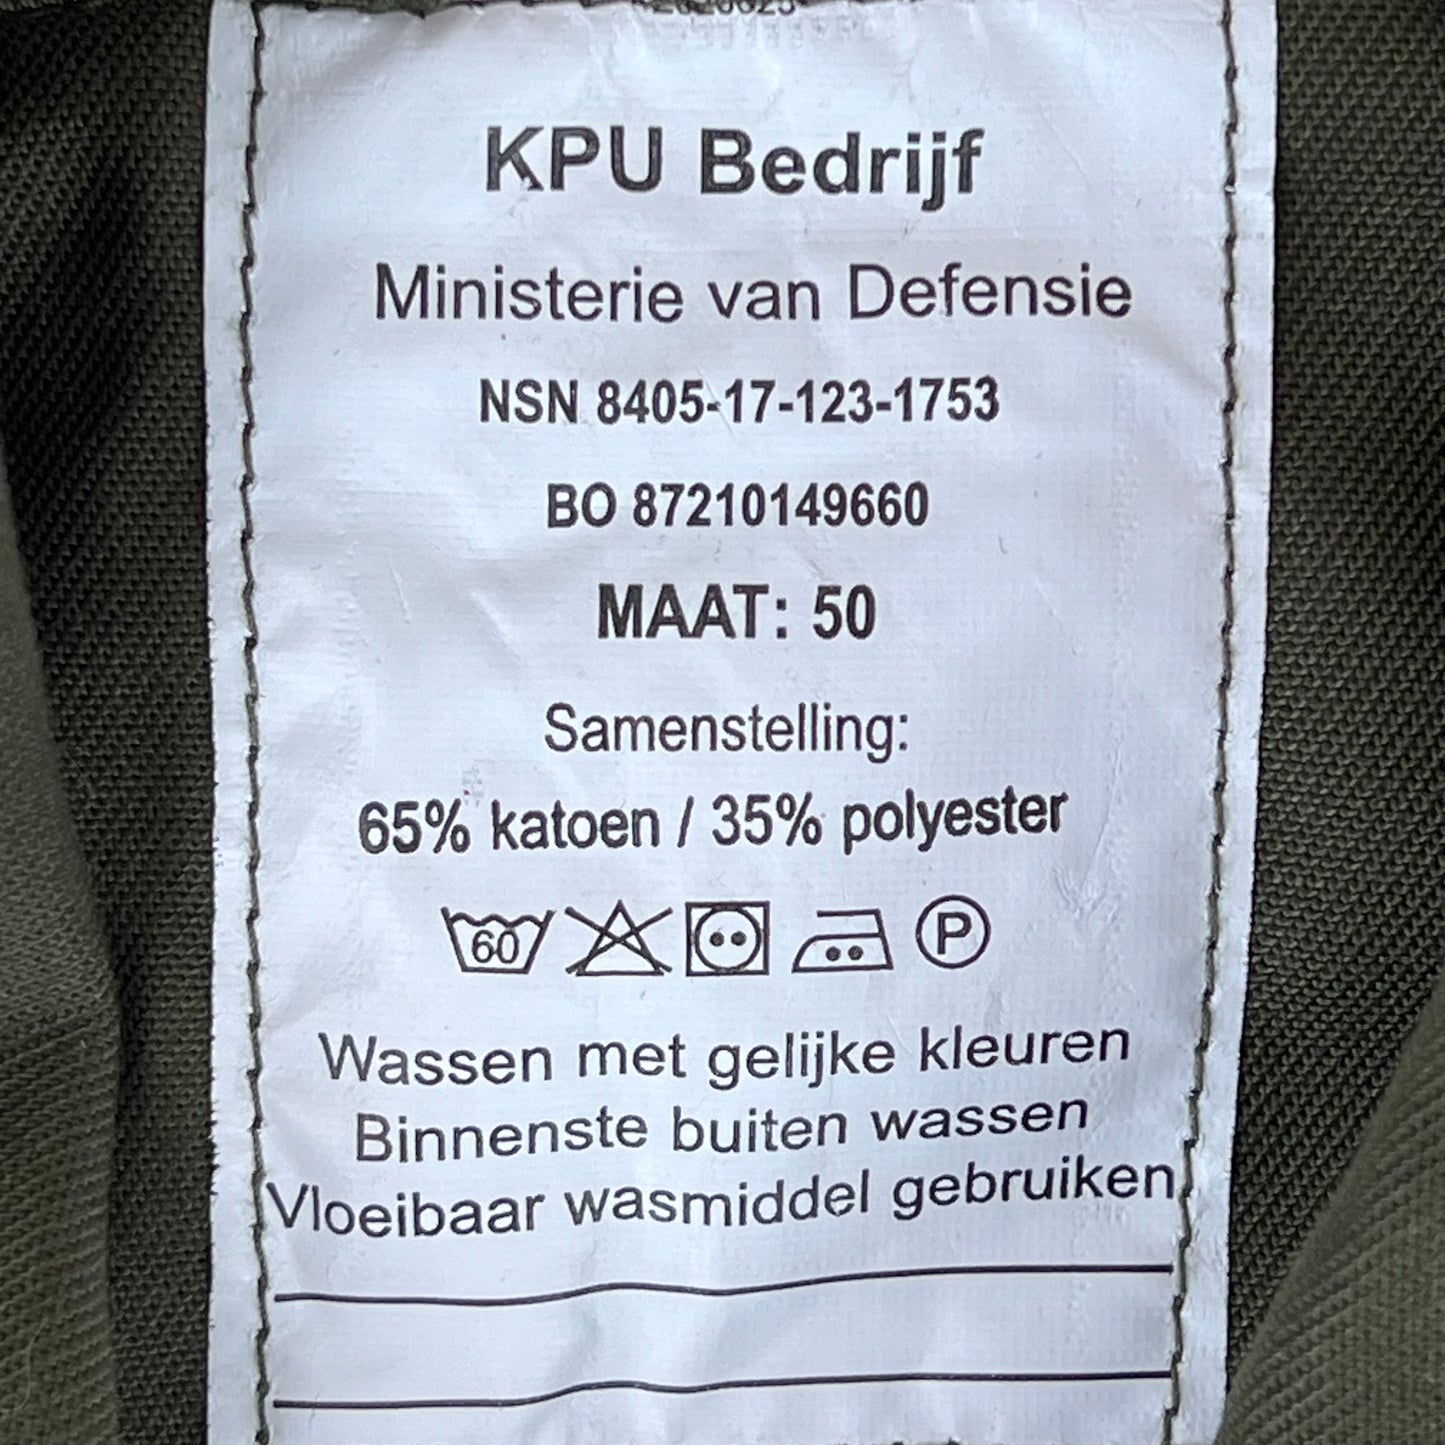 KPU Bedrijf
Ministerie van Defensie
NSN 8405-17-123-1753
BO 87210149660
MAAT: 50
Samenstelling:
65% katoen / 35% polyester
60 P
Wassen met gelijke kleuren
Binnenste buiten wassen
Vloeibaar wasmiddel gebruiken